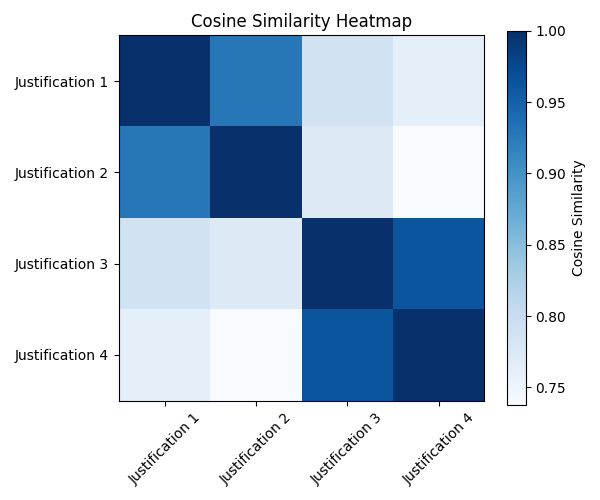 Cosine Similarity Heatmap
Justification 1
Justification 2
Justification 3
Justification 4
Justification 1
Justification 2
Justification 3
Justification 4
1.00
0.95
0.90
0.85
0.80
0.75
Cosine Similarity